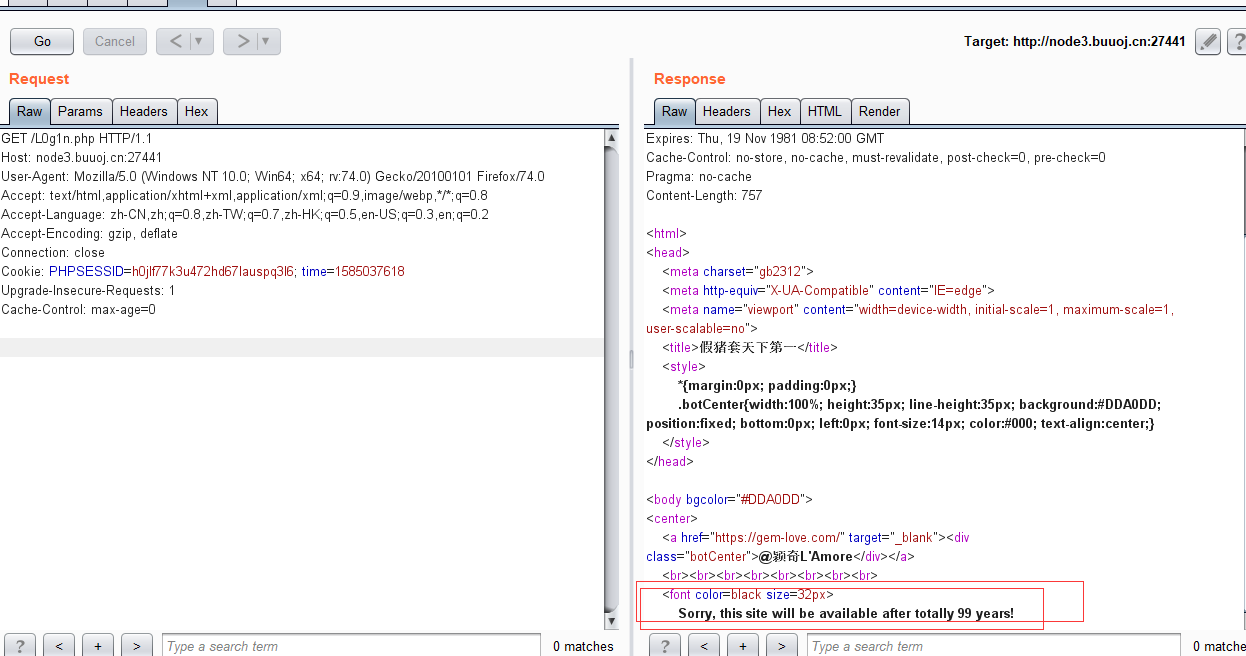 Go
Cancel
<
▼
>
▼
Target: http://node3.buuoj.cn:27441
?
Request
Raw Params Headers Hex
GET /L0g1n.php HTTP/1.1
Host: node3.buuoj.cn:27441
User-Agent: Mozilla/5.0 (Windows NT 10.0; Win64; x64; rv:74.0) Gecko/20100101 Firefox/74.0
Accept: text/html,application/xhtml+xml,application/xml;q=0.9,image/webp,*/*;q=0.8
Accept-Language: zh-CN,zh;q=0.8,zh-TW;q=0.7,zh-HK;q=0.5,en-US;q=0.3,en;q=0.2
Accept-Encoding: gzip, deflate
Connection: close
Cookie: PHPSESSID=h0jlf77k3u472hd67lauspq3l6; time=1585037618
Upgrade-Insecure-Requests: 1
Cache-Control: max-age=0
? < + > Type a search term 0 matches
Response
Raw Headers Hex HTML Render
Expires: Thu, 19 Nov 1981 08:52:00 GMT
Cache-Control: no-store, no-cache, must-revalidate, post-check=0, pre-check=0
Pragma: no-cache
Content-Length: 757
<html>
<head>
<meta charset="gb2312">
<meta http-equiv="X-UA-Compatible" content="IE=edge">
<meta name="viewport" content="width=device-width, initial-scale=1, maximum-scale=1,
user-scalable=no">
<title>假猪套天下第一</title>
<style>
*{margin:0px; padding:0px;}
.botCenter{width:100%; height:35px; line-height:35px; background:#DDA0DD;
position:fixed; bottom:0px; left:0px; font-size:14px; color:#000; text-align:center;}
</style>
</head>
<body bgcolor="#DDA0DD">
<center>
<a href="https://gem-love.com/" target="_blank"><div
class="botCenter">@颖奇L'Amore</div></a>
<br><br><br><br><br><br><br><br>
<font color=black size=32px>
Sorry, this site will be available after totally 99 years!
? < + > Type a search term 0 matche